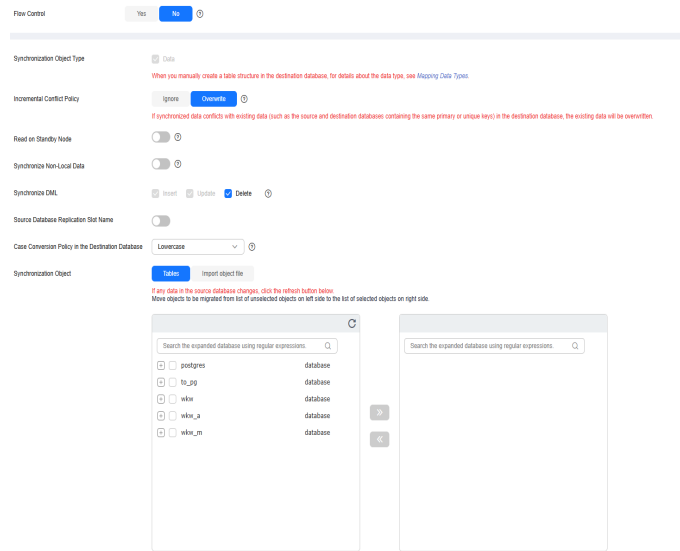 Flow Control Yes No
Synchronization Object Type Data
When you manually create a table structure in the destination database, for details about the data type, see Mapping Data Types.
Incremental Conflict Policy Ignore Overwrite
If synchronized data conflicts with existing data (such as the source and destination databases containing the same primary or unique keys) in the destination database, the existing data will be overwritten.
Read on Standby Node
Synchronize Non-Local Data
Synchronize DML Insert Update Delete
Source Database Replication Slot Name
Case Conversion Policy in the Destination Database Lowercase
Synchronization Object Tables Import object file
If any data in the source database changes, click the refresh button below.
Move objects to be migrated from list of unselected objects on left side to the list of selected objects on right side.
Search the expanded database using regular expressions. Search the expanded database using regular expressions.
postgres database
to_pg database
wkw database
wkw_a database
wkw_m database